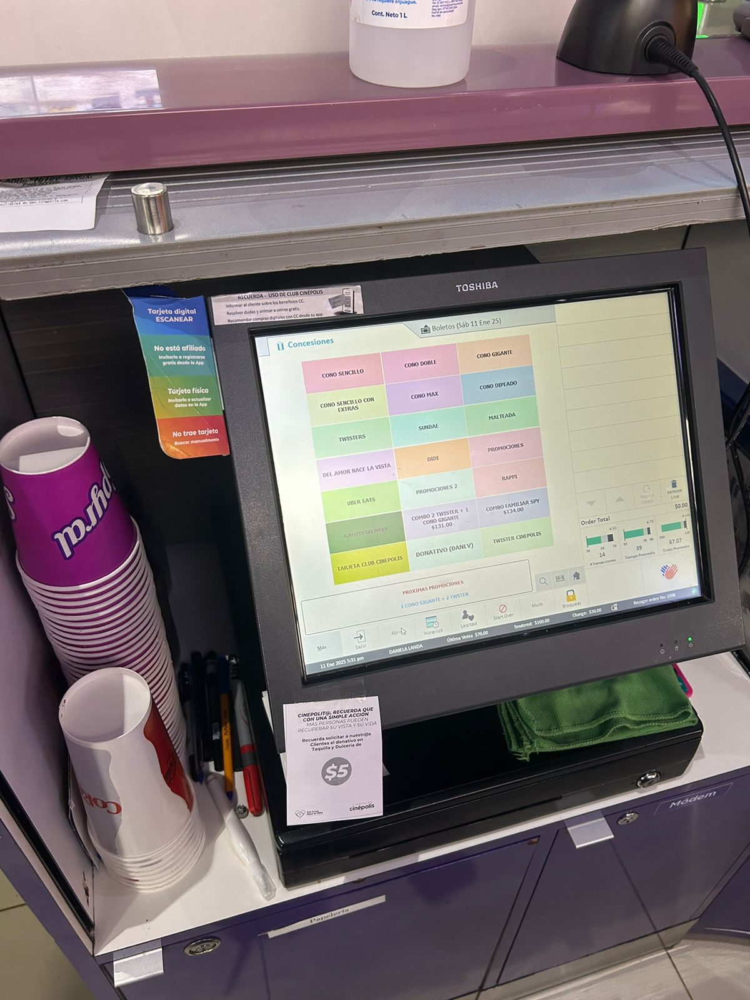 Cont. Neto 1 L
TOSHIBA
RECUERDA - USO DE CLUB CINÉPOLIS
Informar al cliente sobre los beneficios CC.
Resolver dudas y animar a unirse gratis.
Recomendar compras digitales con CC desde su app.
Tarjeta digital
ESCANEAR
No está afiliado
Invitarlo a registrarse
gratis desde la App
Tarjeta física
Invitarlo a actualizar
datos en la App
No trae tarjeta
Buscar manualmente
Concesiones
Boletos (Sáb 11 Ene 25)
CONO SENCILLO
CONO DOBLE
CONO GIGANTE
CONO SENCILLO CON
EXTRAS
CONO MAX
CONO DIPEADO
TWISTERS
SUNDAE
MALTEADA
DEL AMOR NACE LA VISTA
DIDI
PROMOCIONES
UBER EATS
PROMOCIONES 2
RAPPI
AJUSTES DELIVERY
COMBO 2 TWISTER + 1
CONO GIGANTE
$131.00
COMBO FAMILIAR SPY
$134.00
TARJETA CLUB CINEPOLIS
DONATIVO (DANLV)
TWISTER CINEPOLIS
PROXIMAS PROMOCIONES
1 CONO GIGANTE + 2 TWSTER
Repeat
Orden
Remove
Line
$0.00
Order Total
14
#Transacciones
39
Tiempo Promedio
67.07
Ticket Promedio
Más
Salir
Abrir
Horarios
Lealtad
Start Over
Multi
Bloquear
11 Ene 2025 5:31 pm
DANIELA LANDA
Última Venta $70.00
Tendered: $100.00
Change: $30.00
Recoger orden No: 1098
CINEPOLIT@, RECUERDA QUE
CON UNA SIMPLE ACCIÓN
MÁS PERSONAS PUEDEN
RECUPERAR SU VISTA Y SU VIDA
Recuerda solicitar a nuestr@s
Clientes el donativo en
Taquilla y Dulcería de
$5
Del Amor
Nace la Vista
cinépolis
Papelería
Módem